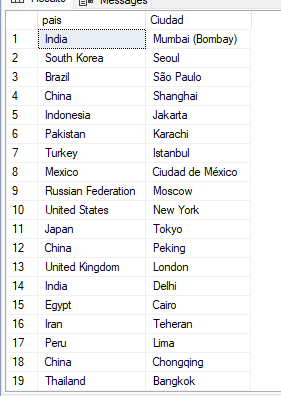 Results Messages
pais Ciudad
1 India Mumbai (Bombay)
2 South Korea Seoul
3 Brazil São Paulo
4 China Shanghai
5 Indonesia Jakarta
6 Pakistan Karachi
7 Turkey Istanbul
8 Mexico Ciudad de México
9 Russian Federation Moscow
10 United States New York
11 Japan Tokyo
12 China Peking
13 United Kingdom London
14 India Delhi
15 Egypt Cairo
16 Iran Teheran
17 Peru Lima
18 China Chongqing
19 Thailand Bangkok